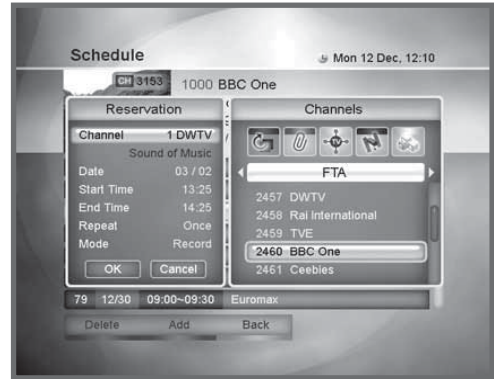 Schedule
Mon 12 Dec, 12:10
CH 3153 1000 BBC One
Reservation
Channel 1 DWTV
Sound of Music
Date 03 / 02
Start Time 13:25
End Time 14:25
Repeat Once
Mode Record
OK Cancel
Channels
FTA
2457 DWTV
2458 Rai International
2459 TVE
2460 BBC One
2461 Ceebies
79 12/30 09:00~09:30 Euromax
Delete Add Back